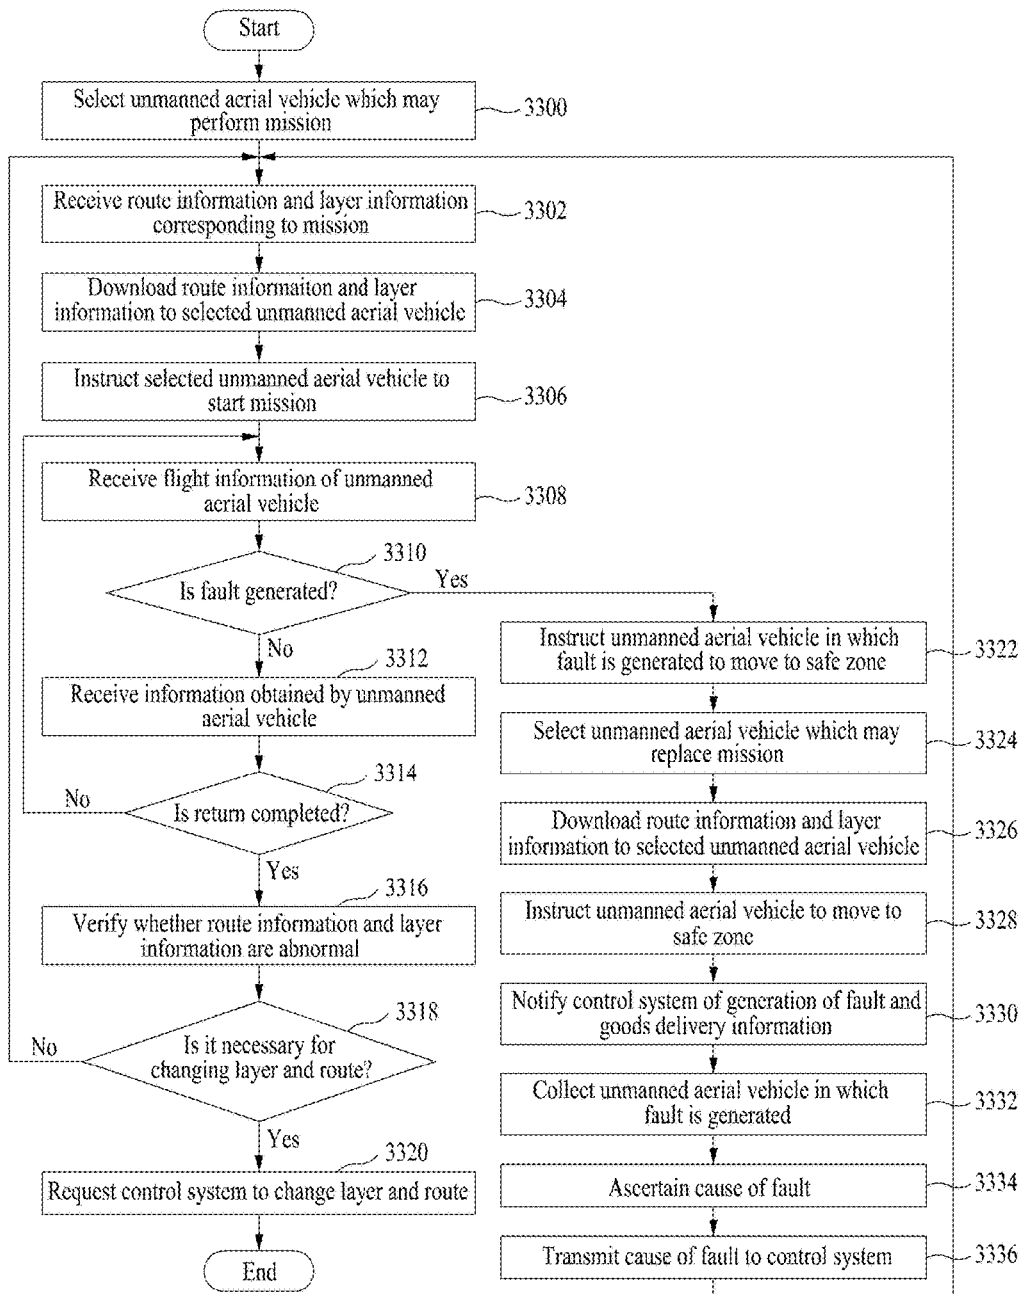 Start
Select unmanned aerial vehicle which may
perform mission
3300
Receive route information and layer information
corresponding to mission
3302
Download route informaiton and layer
information to selected unmanned aerial vehicle
3304
Instruct selected unmanned aerial vehicle to
start mission
3306
Receive flight information of unmanned
aerial vehicle
3308
3310
Is fault generated?
Yes
No
3312
Receive information obtained by unmanned
aerial vehicle
3314
Is return completed?
No
Yes
3316
Verify whether route information and layer
information are abnormal
3318
Is it necessary for
changing layer and route?
No
Yes
3320
Request control system to change layer and route
End
Instruct unmanned aerial vehicle in which
fault is generated to move to safe zone
3322
Select unmanned aerial vehicle which may
replace mission
3324
Download route information and layer
information to selected unmanned aerial vehicle
3326
Instruct unmanned aerial vehicle to move to
safe zone
3328
Notify control system of generation of fault and
goods delivery information
3330
Collect unmanned aerial vehicle in which
fault is generated
3332
Ascertain cause of fault
3334
Transmit cause of fault to control system
3336